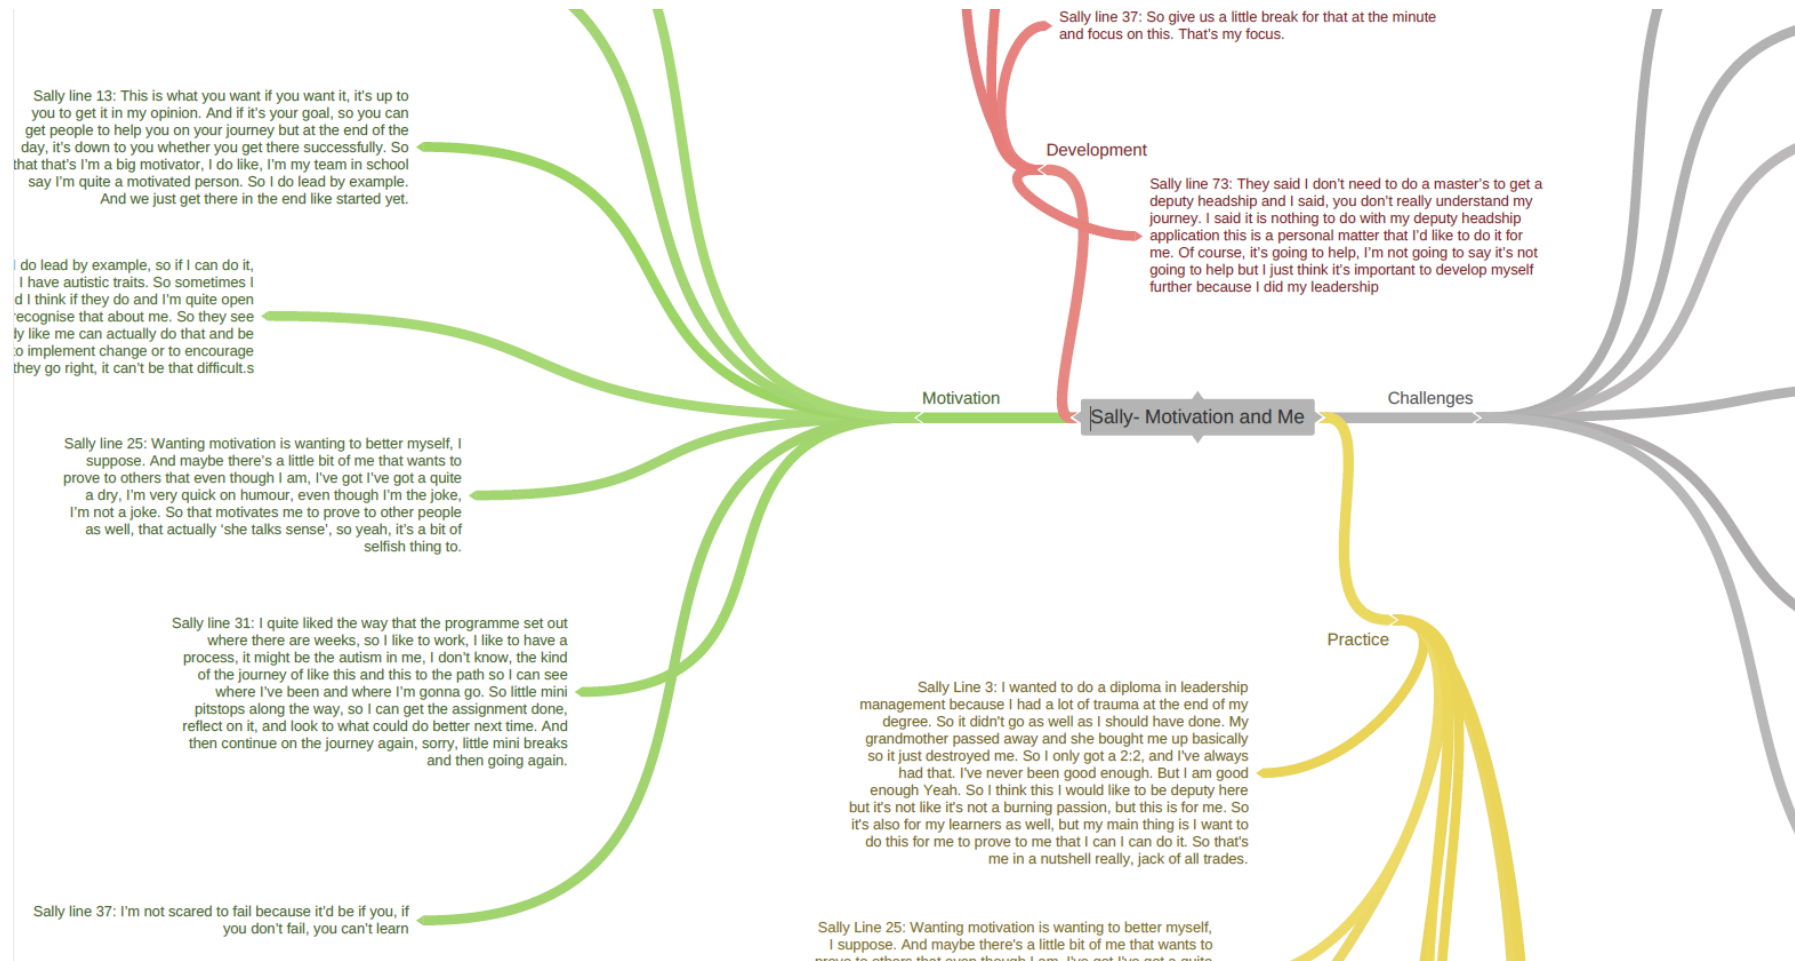 Sally line 37: So give us a little break for that at the minute
and focus on this. That's my focus.
Sally line 13: This is what you want if you want it, it's up to
you to get it in my opinion. And if it's your goal, so you can
get people to help you on your journey but at the end of the
day, it's down to you whether you get there successfully. So
that that's I'm a big motivator, I do like, I'm my team in school
say I'm quite a motivated person. So I do lead by example.
And we just get there in the end like started yet.
Development
Sally line 73: They said I don't need to do a master's to get a
deputy headship and I said, you don't really understand my
journey. I said it is nothing to do with my deputy headship
application this is a personal matter that I'd like to do it for
me. Of course, it's going to help, I'm not going to say it's not
going to help but I just think it's important to develop myself
further because I did my leadership
do lead by example, so if I can do it,
I have autistic traits. So sometimes I
d I think if they do and I'm quite open
recognise that about me. So they see
ly like me can actually do that and be
to implement change or to encourage
they go right, it can't be that difficult.s
Motivation
Sally- Motivation and Me
Challenges
Sally line 25: Wanting motivation is wanting to better myself, I
suppose. And maybe there's a little bit of me that wants to
prove to others that even though I am, I've got I've got a quite
a dry, I'm very quick on humour, even though I'm the joke,
I'm not a joke. So that motivates me to prove to other people
as well, that actually 'she talks sense', so yeah, it's a bit of
selfish thing to.
Sally line 31: I quite liked the way that the programme set out
where there are weeks, so I like to work, I like to have a
process, it might be the autism in me, I don't know, the kind
of the journey of like this and this to the path so I can see
where I've been and where I'm gonna go. So little mini
pitstops along the way, so I can get the assignment done,
reflect on it, and look to what could do better next time. And
then continue on the journey again, sorry, little mini breaks
and then going again.
Practice
Sally Line 3: I wanted to do a diploma in leadership
management because I had a lot of trauma at the end of my
degree. So it didn't go as well as I should have done. My
grandmother passed away and she bought me up basically
so it just destroyed me. So I only got a 2:2, and I've always
had that. I've never been good enough. But I am good
enough Yeah. So I think this I would like to be deputy here
but it's not like it's not a burning passion, but this is for me. So
it's also for my learners as well, but my main thing is I want to
do this for me to prove to me that I can I can do it. So that's
me in a nutshell really, jack of all trades.
Sally line 37: I'm not scared to fail because it'd be if you, if
you don't fail, you can't learn
Sally Line 25: Wanting motivation is wanting to better myself,
I suppose. And maybe there's a little bit of me that wants to
prove to others that even though I am, I've got I've got a quite